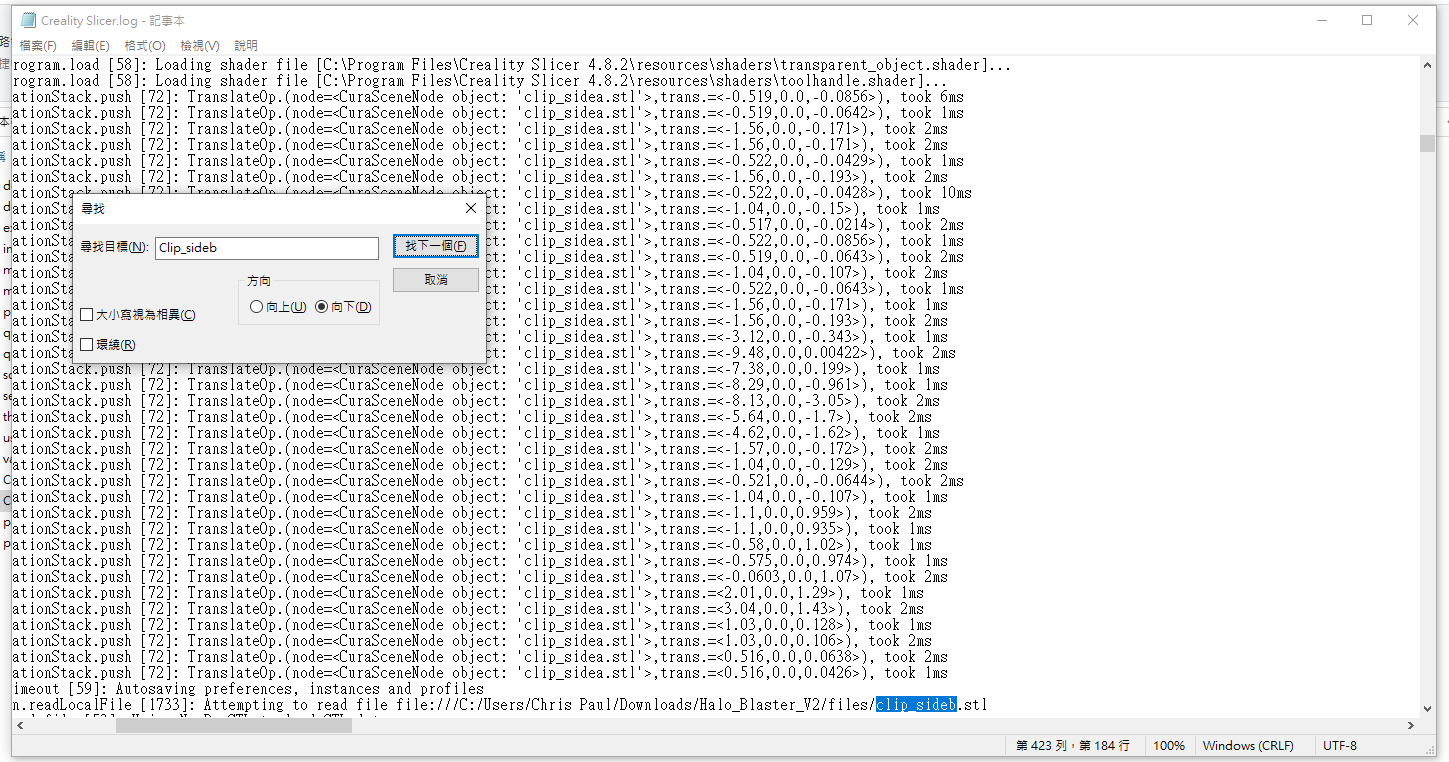 Creality Slicer.log - 記事本
檔案(F) 編輯(E) 格式(O) 檢視(V) 說明
rogram.load [58]: Loading shader file [C:\Program Files\Creality Slicer 4.8.2\resources\shaders\transparent_object.shader]...
rogram.load [58]: Loading shader file [C:\Program Files\Creality Slicer 4.8.2\resources\shaders\toolhandle.shader]...
ationStack.push [72]: TranslateOp.(node=<CuraSceneNode object: 'clip_sidea.stl'>,trans.=<-0.519,0.0,-0.0856>), took 6ms
ationStack.push [72]: TranslateOp.(node=<CuraSceneNode object: 'clip_sidea.stl'>,trans.=<-0.519,0.0,-0.0642>), took 1ms
ationStack.push [72]: TranslateOp.(node=<CuraSceneNode object: 'clip_sidea.stl'>,trans.=<-1.56,0.0,-0.171>), took 2ms
ationStack.push [72]: TranslateOp.(node=<CuraSceneNode object: 'clip_sidea.stl'>,trans.=<-1.56,0.0,-0.171>), took 2ms
ationStack.push [72]: TranslateOp.(node=<CuraSceneNode object: 'clip_sidea.stl'>,trans.=<-0.522,0.0,-0.0429>), took 1ms
ationStack.push [72]: TranslateOp.(node=<CuraSceneNode object: 'clip_sidea.stl'>,trans.=<-1.56,0.0,-0.193>), took 2ms
ationStack.push [72]: TranslateOp.(node=<CuraSceneNode object: 'clip_sidea.stl'>,trans.=<-0.522,0.0,-0.0428>), took 10ms
object: 'clip_sidea.stl'>,trans.=<-1.04,0.0,-0.15>), took 1ms
object: 'clip_sidea.stl'>,trans.=<-0.517,0.0,-0.0214>), took 2ms
object: 'clip_sidea.stl'>,trans.=<-0.522,0.0,-0.0856>), took 1ms
object: 'clip_sidea.stl'>,trans.=<-0.519,0.0,-0.0643>), took 2ms
object: 'clip_sidea.stl'>,trans.=<-1.04,0.0,-0.107>), took 2ms
object: 'clip_sidea.stl'>,trans.=<-0.522,0.0,-0.0643>), took 1ms
object: 'clip_sidea.stl'>,trans.=<-1.56,0.0,-0.171>), took 1ms
object: 'clip_sidea.stl'>,trans.=<-1.56,0.0,-0.193>), took 2ms
object: 'clip_sidea.stl'>,trans.=<-3.12,0.0,-0.343>), took 1ms
object: 'clip_sidea.stl'>,trans.=<-9.48,0.0,0.00422>), took 2ms
尋找
尋找目標(N): Clip_sideb 找下一個(F)
取消
方向
向上(U) 向下(D)
大小寫視為相異(C)
環繞(R)
ationStack.push [72]: TranslateOp.(node=<CuraSceneNode object: 'clip_sidea.stl'>,trans.=<-7.38,0.0,0.199>), took 1ms
ationStack.push [72]: TranslateOp.(node=<CuraSceneNode object: 'clip_sidea.stl'>,trans.=<-8.29,0.0,-0.961>), took 1ms
ationStack.push [72]: TranslateOp.(node=<CuraSceneNode object: 'clip_sidea.stl'>,trans.=<-8.13,0.0,-3.05>), took 2ms
ationStack.push [72]: TranslateOp.(node=<CuraSceneNode object: 'clip_sidea.stl'>,trans.=<-5.64,0.0,-1.7>), took 2ms
ationStack.push [72]: TranslateOp.(node=<CuraSceneNode object: 'clip_sidea.stl'>,trans.=<-4.62,0.0,-1.62>), took 1ms
ationStack.push [72]: TranslateOp.(node=<CuraSceneNode object: 'clip_sidea.stl'>,trans.=<-1.57,0.0,-0.172>), took 2ms
ationStack.push [72]: TranslateOp.(node=<CuraSceneNode object: 'clip_sidea.stl'>,trans.=<-1.04,0.0,-0.129>), took 2ms
ationStack.push [72]: TranslateOp.(node=<CuraSceneNode object: 'clip_sidea.stl'>,trans.=<-0.521,0.0,-0.0644>), took 2ms
ationStack.push [72]: TranslateOp.(node=<CuraSceneNode object: 'clip_sidea.stl'>,trans.=<-1.04,0.0,-0.107>), took 1ms
ationStack.push [72]: TranslateOp.(node=<CuraSceneNode object: 'clip_sidea.stl'>,trans.=<-1.1,0.0,0.959>), took 2ms
ationStack.push [72]: TranslateOp.(node=<CuraSceneNode object: 'clip_sidea.stl'>,trans.=<-1.1,0.0,0.935>), took 1ms
ationStack.push [72]: TranslateOp.(node=<CuraSceneNode object: 'clip_sidea.stl'>,trans.=<-0.58,0.0,1.02>), took 1ms
ationStack.push [72]: TranslateOp.(node=<CuraSceneNode object: 'clip_sidea.stl'>,trans.=<-0.575,0.0,0.974>), took 1ms
ationStack.push [72]: TranslateOp.(node=<CuraSceneNode object: 'clip_sidea.stl'>,trans.=<-0.0603,0.0,1.07>), took 2ms
ationStack.push [72]: TranslateOp.(node=<CuraSceneNode object: 'clip_sidea.stl'>,trans.=<2.01,0.0,1.29>), took 1ms
ationStack.push [72]: TranslateOp.(node=<CuraSceneNode object: 'clip_sidea.stl'>,trans.=<3.04,0.0,1.43>), took 2ms
ationStack.push [72]: TranslateOp.(node=<CuraSceneNode object: 'clip_sidea.stl'>,trans.=<1.03,0.0,0.128>), took 1ms
ationStack.push [72]: TranslateOp.(node=<CuraSceneNode object: 'clip_sidea.stl'>,trans.=<1.03,0.0,0.106>), took 2ms
ationStack.push [72]: TranslateOp.(node=<CuraSceneNode object: 'clip_sidea.stl'>,trans.=<0.516,0.0,0.0638>), took 2ms
ationStack.push [72]: TranslateOp.(node=<CuraSceneNode object: 'clip_sidea.stl'>,trans.=<0.516,0.0,0.0426>), took 1ms
imeout [59]: Autosaving preferences, instances and profiles
n.readLocalFile [1733]: Attempting to read file file:///C:/Users/Chris Paul/Downloads/Halo_Blaster_V2/files/clip_sideb.stl
第 423 列，第 184 行 100% Windows (CRLF) UTF-8